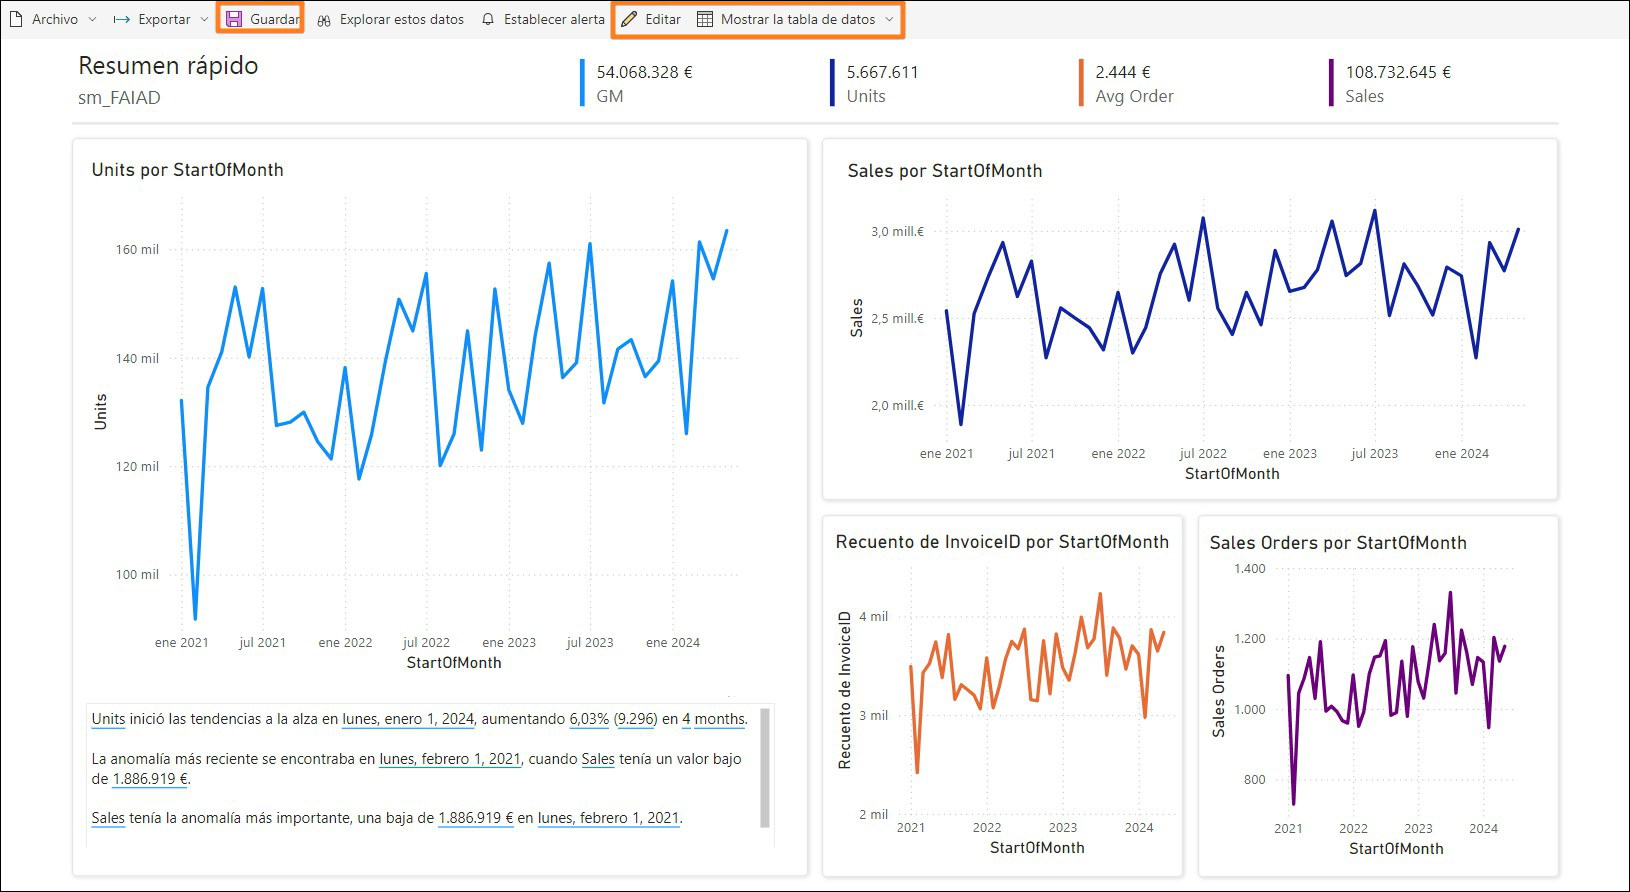 Archivo Exportar Guardar Explorar estos datos Establecer alerta Editar Mostrar la tabla de datos
Resumen rápido
sm_FAIAD
54.068.328 €
GM
5.667.611
Units
2.444 €
Avg Order
108.732.645 €
Sales
Units por StartOfMonth
160 mil
140 mil
120 mil
100 mil
Units
ene 2021 jul 2021 ene 2022 jul 2022 ene 2023 jul 2023 ene 2024
StartOfMonth
Units inició las tendencias a la alza en lunes, enero 1, 2024, aumentando 6,03% (9.296) en 4 months.
La anomalía más reciente se encontraba en lunes, febrero 1, 2021, cuando Sales tenía un valor bajo
de 1.886.919 €.
Sales tenía la anomalía más importante, una baja de 1.886.919 € en lunes, febrero 1, 2021.
Sales por StartOfMonth
3,0 mill.€
2,5 mill.€
2,0 mill.€
Sales
ene 2021 jul 2021 ene 2022 jul 2022 ene 2023 jul 2023 ene 2024
StartOfMonth
Recuento de InvoiceID por StartOfMonth
4 mil
3 mil
2 mil
Recuento de InvoiceID
2021 2022 2023 2024
StartOfMonth
Sales Orders por StartOfMonth
1.400
1.200
1.000
800
Sales Orders
2021 2022 2023 2024
StartOfMonth